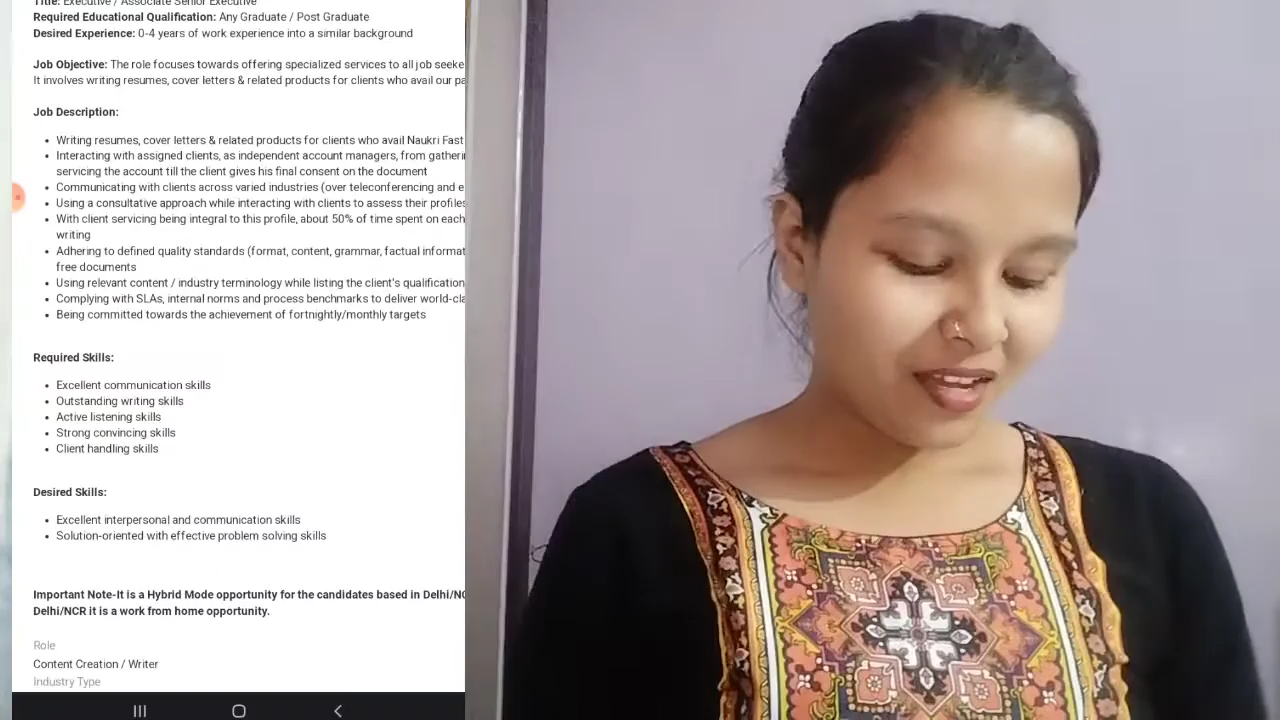 Title: Executive / Associate Senior Executive
Required Educational Qualification: Any Graduate / Post Graduate
Desired Experience: 0-4 years of work experience into a similar background
Job Objective: The role focuses towards offering specialized services to all job seeke
It involves writing resumes, cover letters & related products for clients who avail our pa
Job Description:
Writing resumes, cover letters & related products for clients who avail Naukri Fast
Interacting with assigned clients, as independent account managers, from gatheri
servicing the account till the client gives his final consent on the document
Communicating with clients across varied industries (over teleconferencing and e
Using a consultative approach while interacting with clients to assess their profiles
With client servicing being integral to this profile, about 50% of time spent on each
writing
Adhering to defined quality standards (format, content, grammar, factual informat
free documents
Using relevant content / industry terminology while listing the client's qualification
Complying with SLAs, internal norms and process benchmarks to deliver world-cla
Being committed towards the achievement of fortnightly/monthly targets
Required Skills:
Excellent communication skills
Outstanding writing skills
Active listening skills
Strong convincing skills
Client handling skills
Desired Skills:
Excellent interpersonal and communication skills
Solution-oriented with effective problem solving skills
Important Note-It is a Hybrid Mode opportunity for the candidates based in Delhi/NC
Delhi/NCR it is a work from home opportunity.
Role
Content Creation / Writer
Industry Type